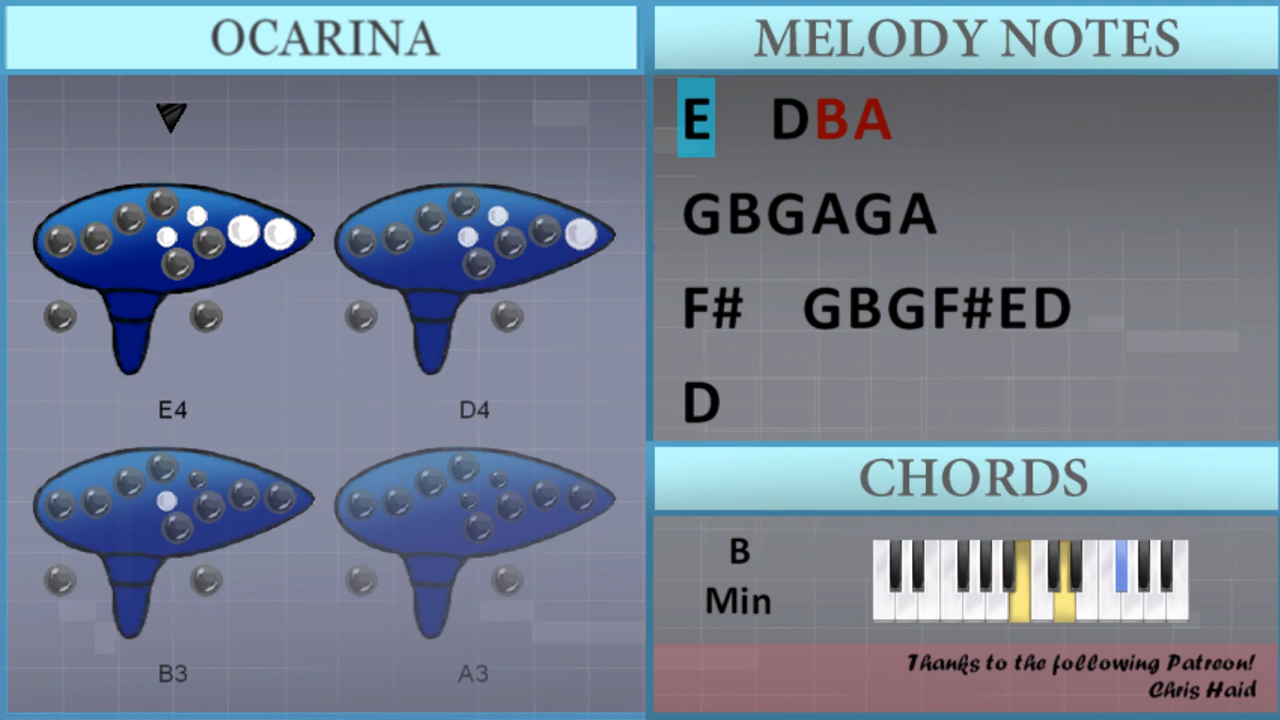 OCARINA
E4
D4
B3
A3
MELODY NOTES
E DBA
GBGAGA
F# GBGF#ED
D
CHORDS
B
Min
Thanks to the following Patreon!
Chris Haid